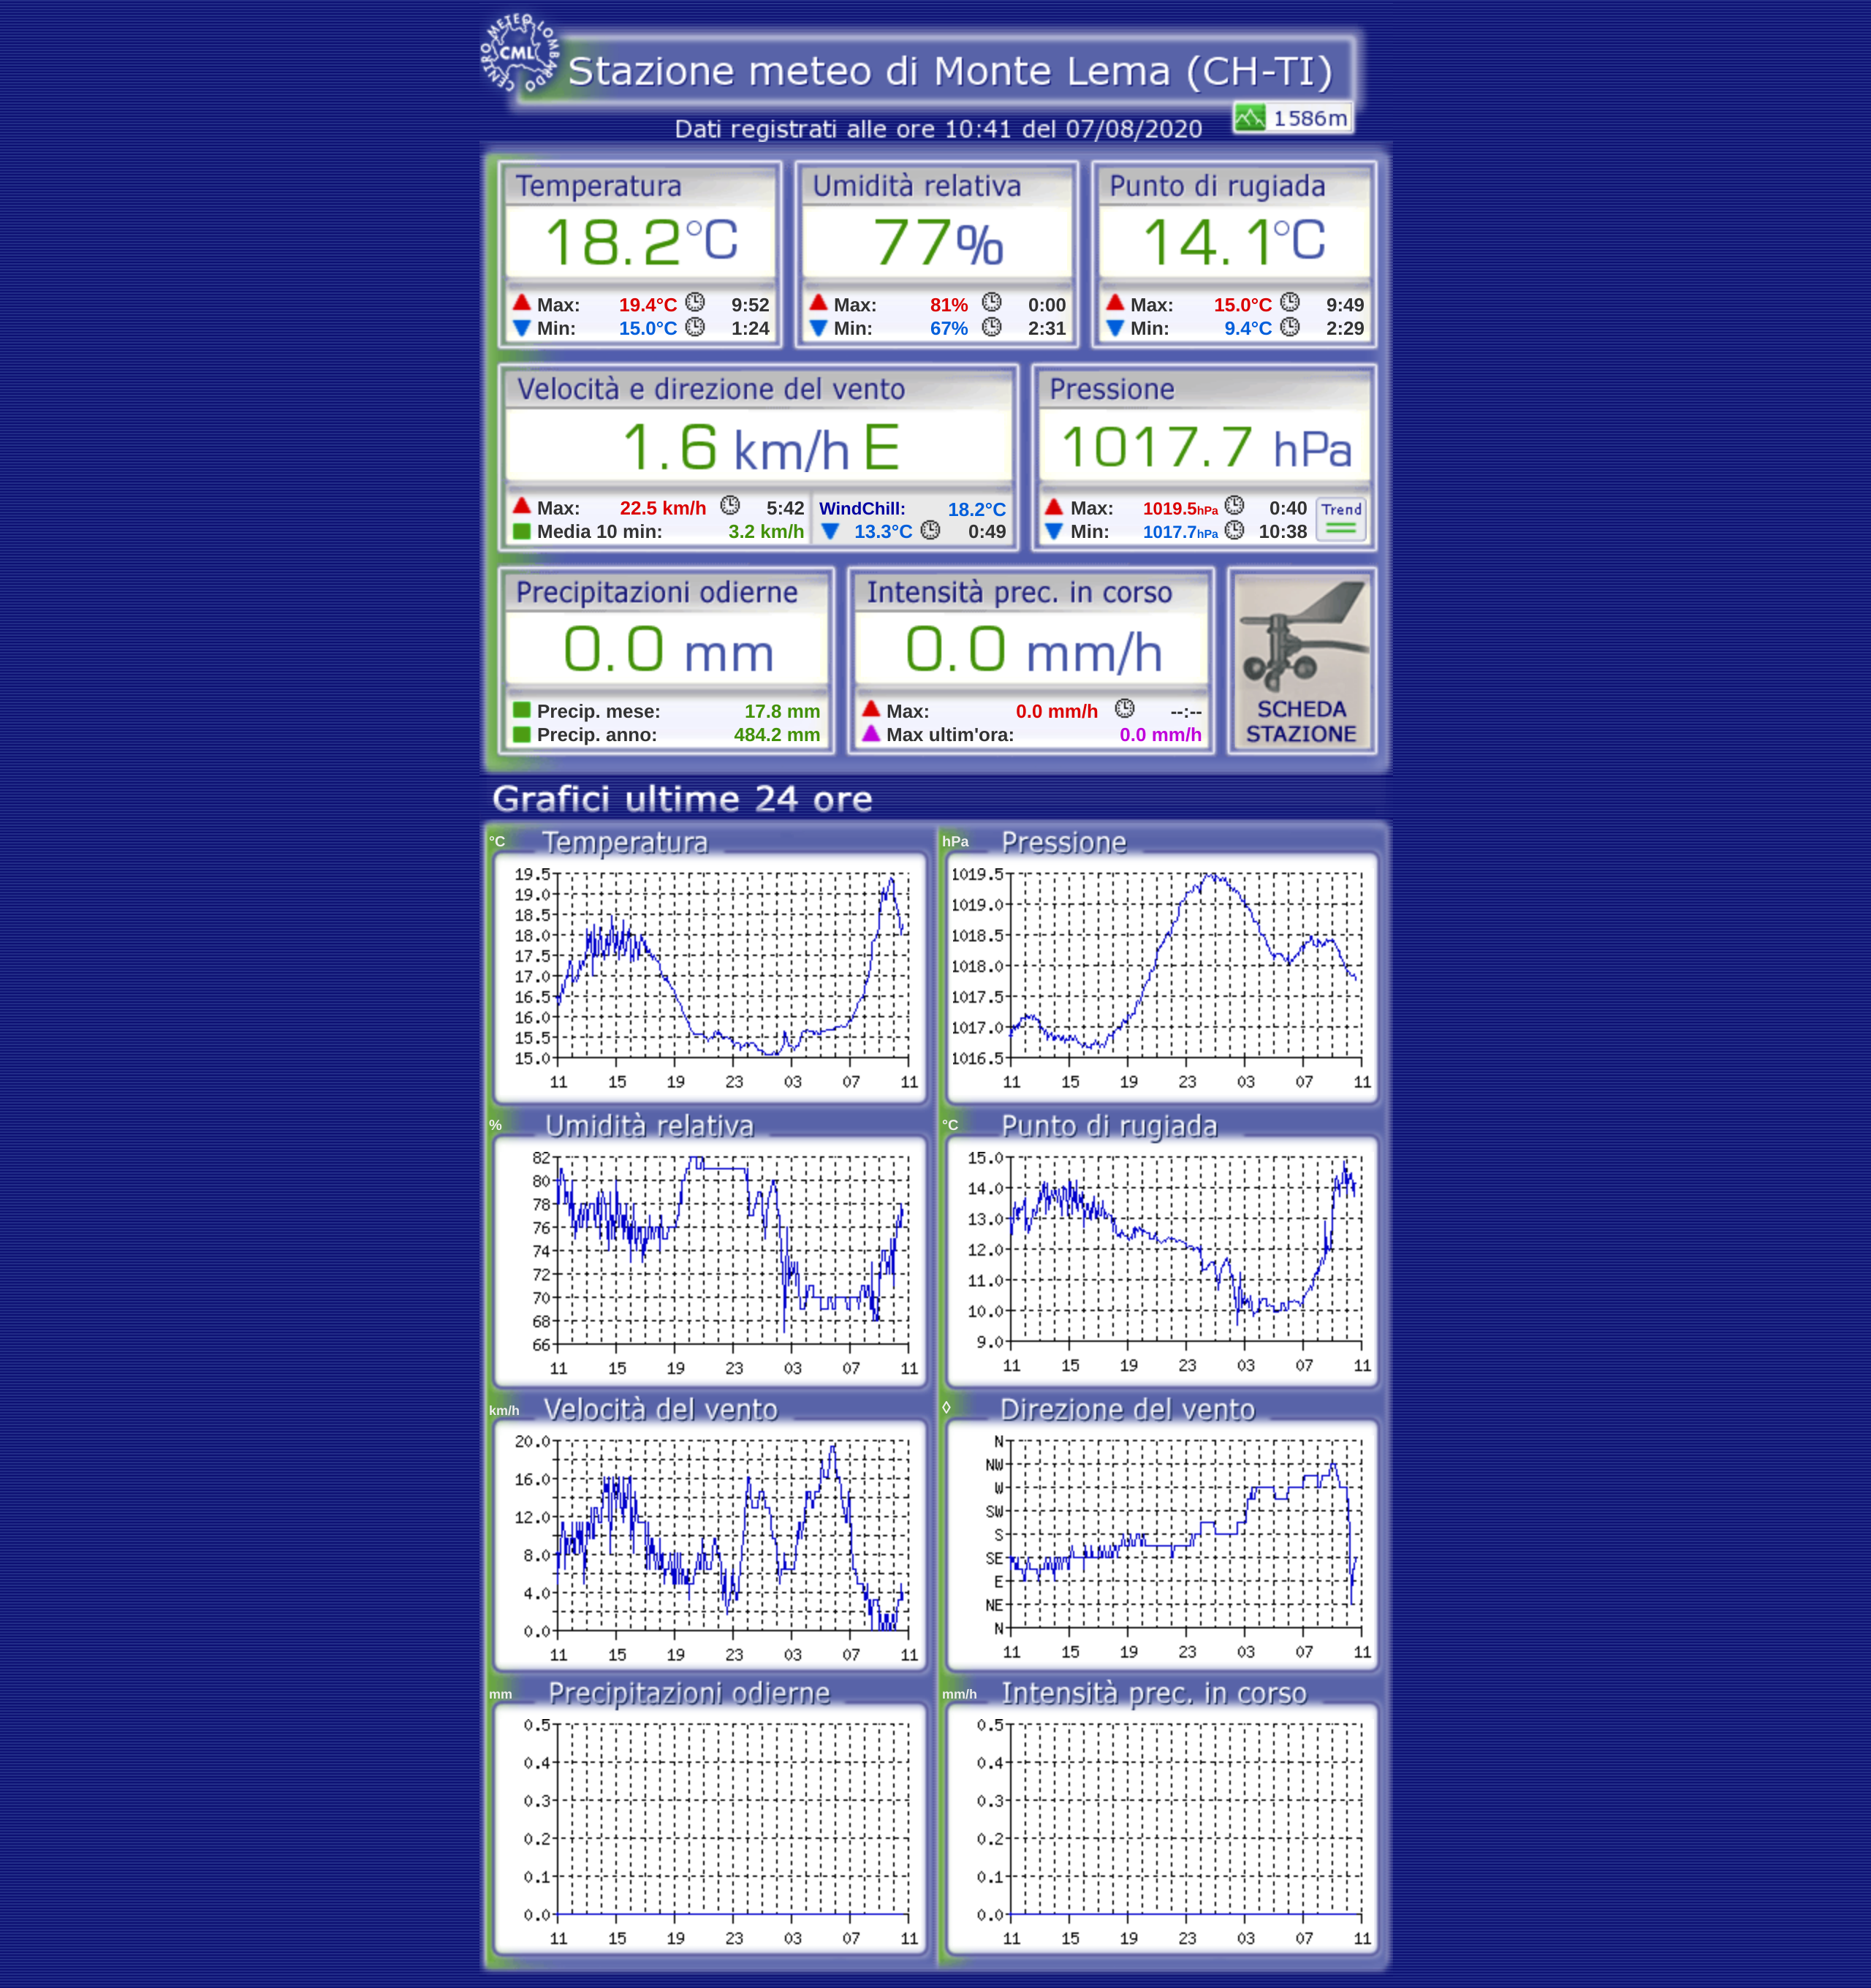 CENTRO METEO LOMBARDO
CML
Stazione meteo di Monte Lema (CH-TI)
1586m
Dati registrati alle ore 10:41 del 07/08/2020
Temperatura Umidità relativa Punto di rugiada
18.2°C 77% 14.1°C
Max: 19.4°C 9:52 Max: 81% 0:00 Max: 15.0°C 9:49
Min: 15.0°C 1:24 Min: 67% 2:31 Min: 9.4°C 2:29
Velocità e direzione del vento Pressione
1.6 km/h E 1017.7 hPa
Max: 22.5 km/h 5:42 WindChill: 18.2°C Max: 1019.5hPa 0:40 Trend
Media 10 min: 3.2 km/h 13.3°C 0:49 Min: 1017.7hPa 10:38
Precipitazioni odierne Intensità prec. in corso
0.0 mm 0.0 mm/h
Precip. mese: 17.8 mm Max: 0.0 mm/h --:-- SCHEDA
Precip. anno: 484.2 mm Max ultim'ora: 0.0 mm/h STAZIONE
Grafici ultime 24 ore
°C Temperatura
19.5
19.0
18.5
18.0
17.5
17.0
16.5
16.0
15.5
15.0
11 15 19 23 03 07 11
hPa Pressione
1019.5
1019.0
1018.5
1018.0
1017.5
1017.0
1016.5
11 15 19 23 03 07 11
% Umidità relativa
82
80
78
76
74
72
70
68
66
11 15 19 23 03 07 11
°C Punto di rugiada
15.0
14.0
13.0
12.0
11.0
10.0
9.0
11 15 19 23 03 07 11
km/h Velocità del vento
20.0
16.0
12.0
8.0
4.0
0.0
11 15 19 23 03 07 11
◊ Direzione del vento
N
NW
W
SW
S
SE
E
NE
N
11 15 19 23 03 07 11
mm Precipitazioni odierne
0.5
0.4
0.3
0.2
0.1
0.0
11 15 19 23 03 07 11
mm/h Intensità prec. in corso
0.5
0.4
0.3
0.2
0.1
0.0
11 15 19 23 03 07 11